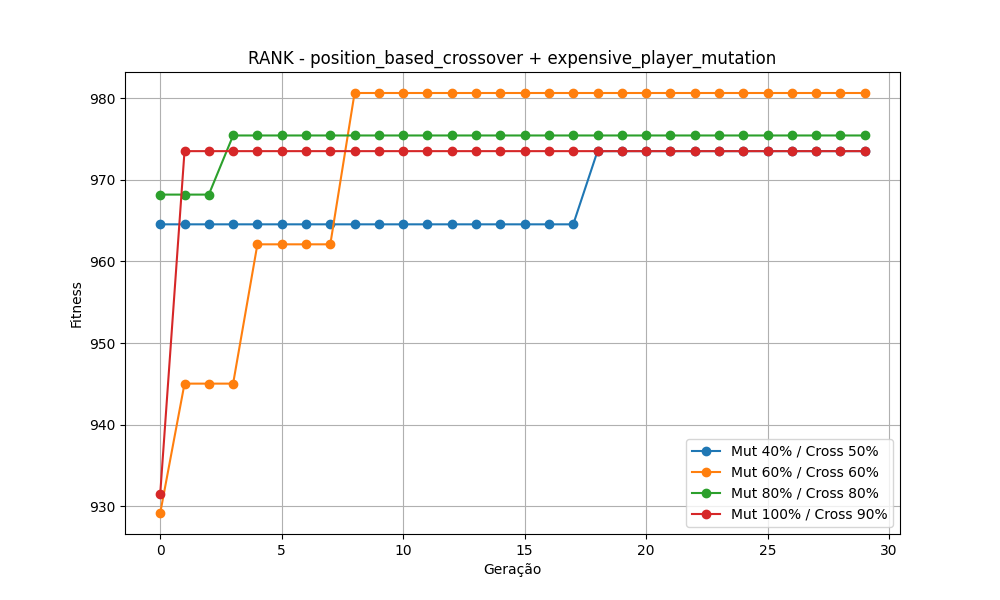 RANK - position_based_crossover + expensive_player_mutation
980
970
960
950
940
930
Fitness
0 5 10 15 20 25 30
Geração
Mut 40% / Cross 50%
Mut 60% / Cross 60%
Mut 80% / Cross 80%
Mut 100% / Cross 90%